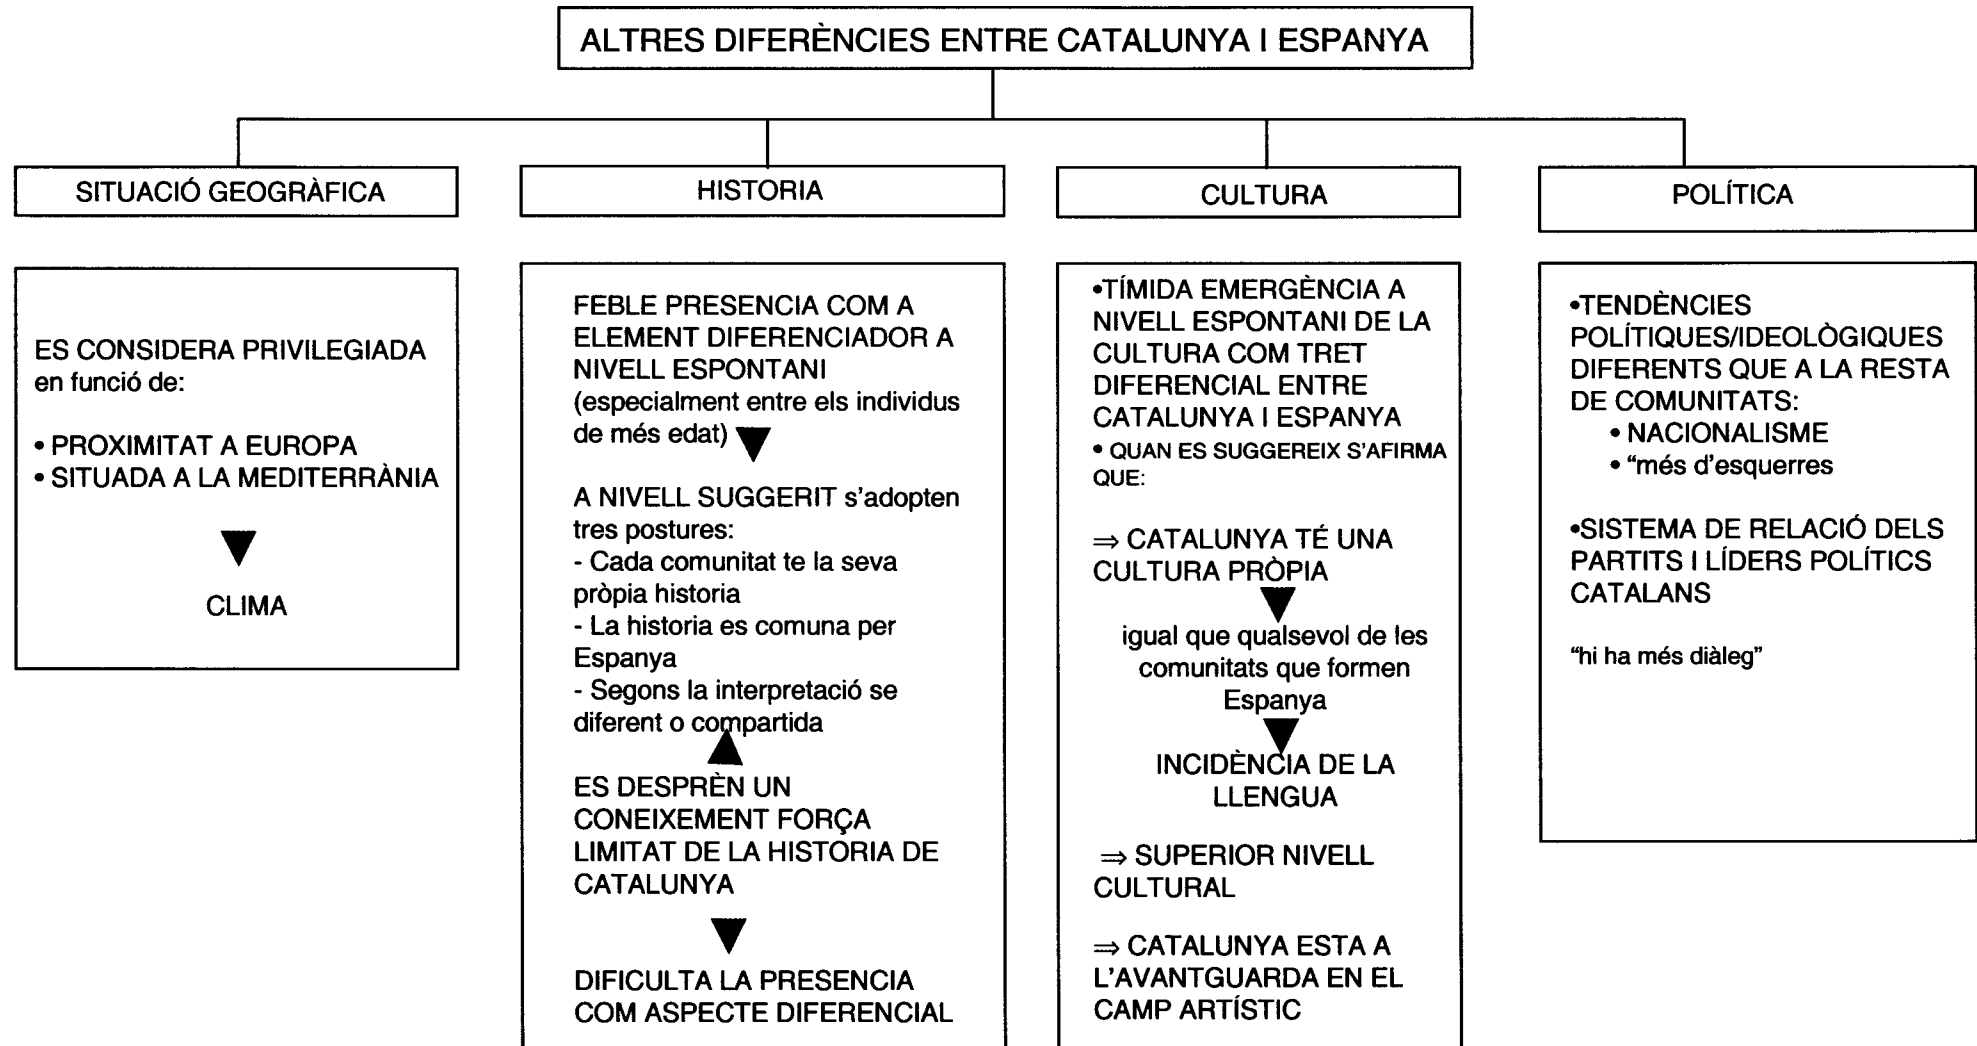 ALTRES DIFERÈNCIES ENTRE CATALUNYA I ESPANYA
SITUACIÓ GEOGRÀFICA
ES CONSIDERA PRIVILEGIADA
en funció de:
• PROXIMITAT A EUROPA
• SITUADA A LA MEDITERRÀNIA
CLIMA
HISTORIA
FEBLE PRESENCIA COM A
ELEMENT DIFERENCIADOR A
NIVELL ESPONTANI
(especialment entre els individus
de més edat)
A NIVELL SUGGERIT s'adopten
tres postures:
- Cada comunitat te la seva
pròpia historia
- La historia es comuna per
Espanya
- Segons la interpretació se
diferent o compartida
ES DESPRÈN UN
CONEIXEMENT FORÇA
LIMITAT DE LA HISTORIA DE
CATALUNYA
DIFICULTA LA PRESENCIA
COM ASPECTE DIFERENCIAL
CULTURA
•TÍMIDA EMERGÈNCIA A
NIVELL ESPONTANI DE LA
CULTURA COM TRET
DIFERENCIAL ENTRE
CATALUNYA I ESPANYA
• QUAN ES SUGGEREIX S'AFIRMA
QUE:
⇒ CATALUNYA TÉ UNA
CULTURA PRÒPIA
igual que qualsevol de les
comunitats que formen
Espanya
INCIDÈNCIA DE LA
LLENGUA
⇒ SUPERIOR NIVELL
CULTURAL
⇒ CATALUNYA ESTA A
L'AVANTGUARDA EN EL
CAMP ARTÍSTIC
POLÍTICA
•TENDÈNCIES
POLÍTIQUES/IDEOLÒGIQUES
DIFERENTS QUE A LA RESTA
DE COMUNITATS:
• NACIONALISME
• “més d'esquerres
•SISTEMA DE RELACIÓ DELS
PARTITS I LÍDERS POLÍTICS
CATALANS
“hi ha més diàleg”